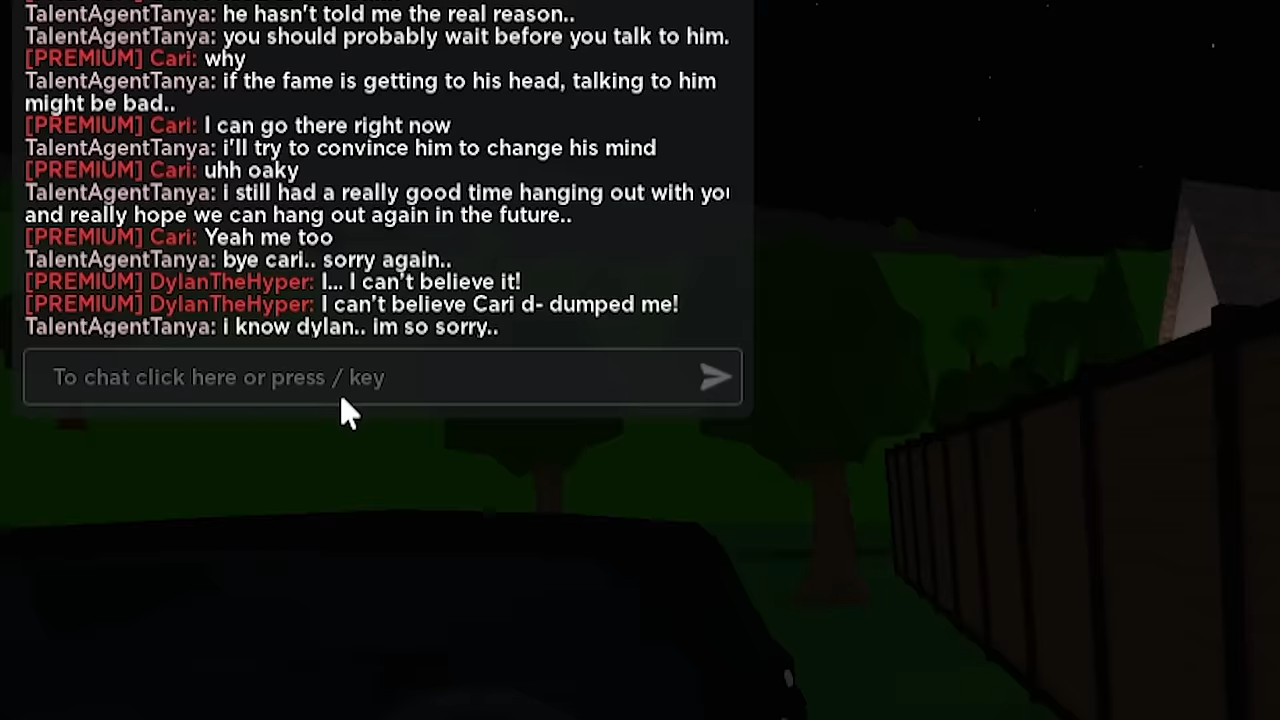 TalentAgentTanya: he hasn't told me the real reason..
TalentAgentTanya: you should probably wait before you talk to him.
[PREMIUM] Cari: why
TalentAgentTanya: if the fame is getting to his head, talking to him
might be bad..
[PREMIUM] Cari: I can go there right now
TalentAgentTanya: i'll try to convince him to change his mind
[PREMIUM] Cari: uhh oaky
TalentAgentTanya: i still had a really good time hanging out with you
and really hope we can hang out again in the future..
[PREMIUM] Cari: Yeah me too
TalentAgentTanya: bye cari.. sorry again..
[PREMIUM] DylanTheHyper: I... I can't believe it!
[PREMIUM] DylanTheHyper: I can't believe Cari d- dumped me!
TalentAgentTanya: i know dylan.. im so sorry..
To chat click here or press / key